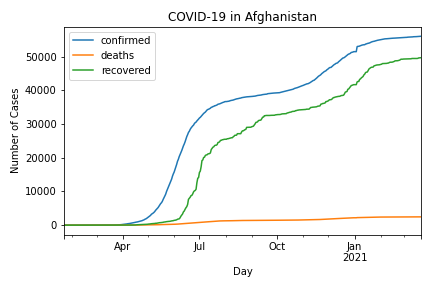 COVID-19 in Afghanistan
confirmed
deaths
recovered
Number of Cases
50000
40000
30000
20000
10000
0
Apr Jul Oct Jan
2021
Day